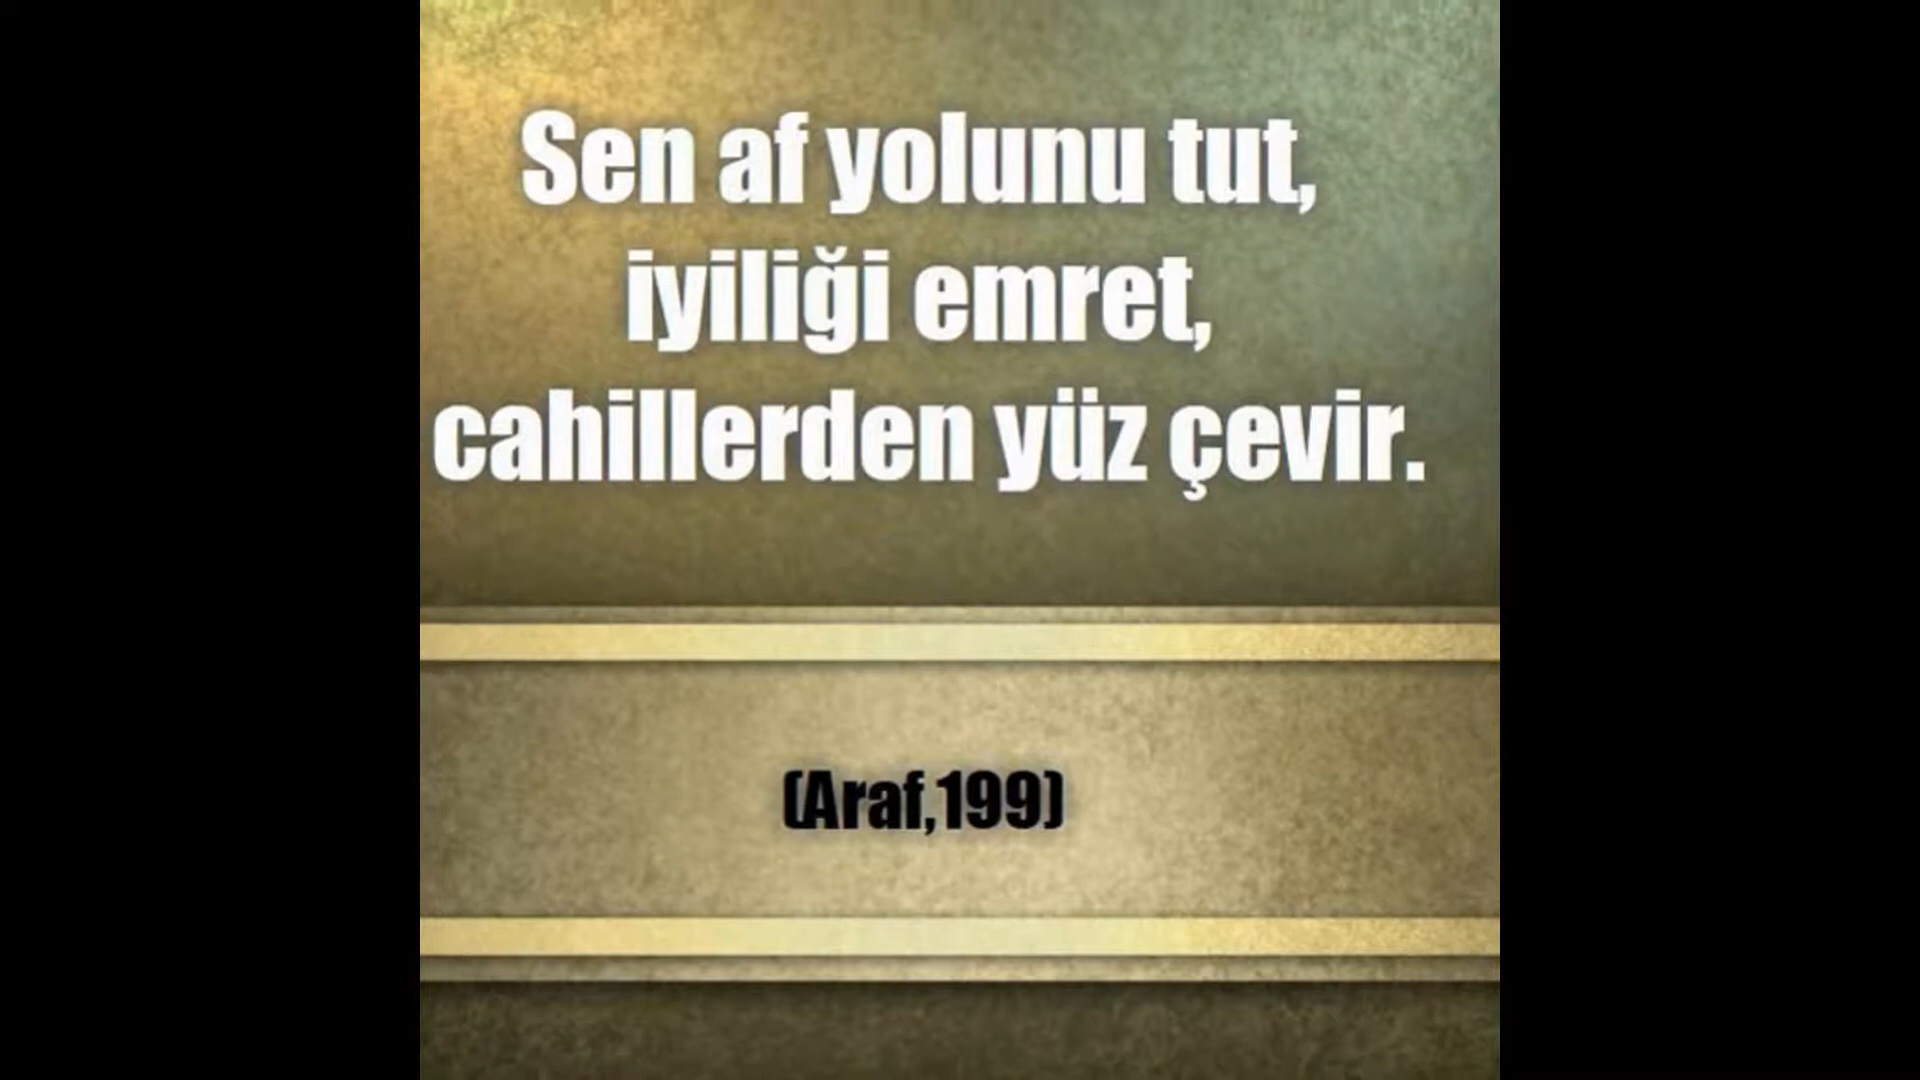 Sen af yolunu tut,
iyiliği emret,
cahillerden yüz çevir.
(Araf,199)